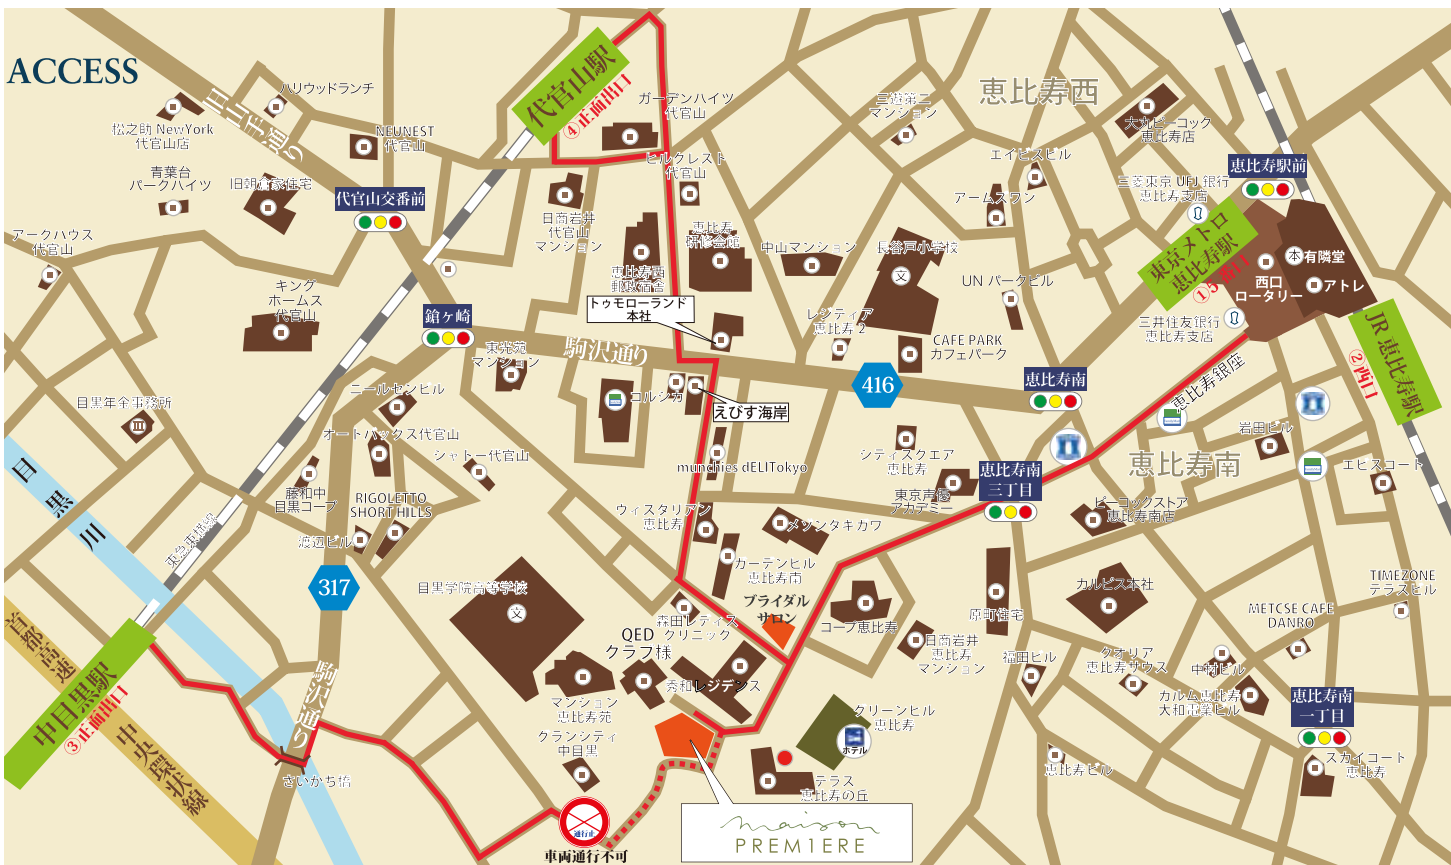 ACCESS
ハリウッドランチ
旧山手通り
松之助 NewYork
代官山店
NEUNEST
代官山
青葉台
パークハイツ
旧朝倉家住宅
代官山交番前
アークハウス
代官山
キング
ホームス
代官山
鎗ヶ崎
代官山駅
④正面出口
ガーデンハイツ
代官山
ヒルクレスト
代官山
日商岩井
代官山
マンション
恵比寿西
郵政宿舎
恵比寿
研修会館
トゥモローランド
本社
中山マンション
三遊第二
マンション
恵比寿西
大丸ピーコック
恵比寿店
エイビスビル
アームスワン
三菱東京 UFJ 銀行
恵比寿支店
恵比寿駅前
長谷戸小学校
文
UN パークビル
東京メトロ
恵比寿駅
①5番口
本
有隣堂
西口
ロータリー
アトレ
三井住友銀行
恵比寿支店
JR 恵比寿駅
②西口
レジティア
恵比寿 2
CAFE PARK
カフェパーク
東光苑
マンション
駒沢通り
416
恵比寿南
恵比寿銀座
コルシカ
えびす海岸
目黒年金事務所
ニールセンビル
オートバックス代官山
シャトー代官山
藤和中
目黒コープ
RIGOLETTO
SHORT HILLS
渡辺ビル
東急東横線
目黒川
317
munchies dELI Tokyo
シティスクエア
恵比寿
東京声優
アカデミー
恵比寿南
三丁目
恵比寿南
岩田ビル
エビスコート
ピーコックストア
恵比寿南店
ウィスタリアン
恵比寿
メゾンタキカワ
ガーデンヒル
恵比寿南
目黒学院高等学校
文
ブライダル
サロン
森田レディス
クリニック
QED
クラブ様
コープ恵比寿
原町住宅
カルピス本社
TIMEZONE
テラスビル
METCSE CAFE
DANRO
日商岩井
恵比寿
マンション
福田ビル
クオリア
恵比寿サウス
中村ビル
カルム恵比寿
大和電業ビル
恵比寿南
一丁目
スカイコート
恵比寿
首都高速
中央環状線
中目黒駅
③正面出口
駒沢通り
さいかち橋
マンション
恵比寿苑
秀和レジデンス
クランシティ
中目黒
グリーンヒル
恵比寿
ホテル
テラス
恵比寿の丘
恵比寿ビル
通行止
車両通行不可
maison
PREM1ERE